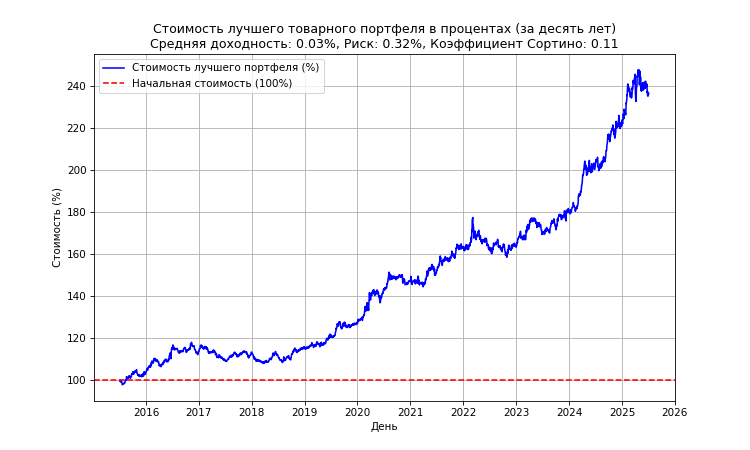 Стоимость лучшего товарного портфеля в процентах (за десять лет)
Средняя доходность: 0.03%, Риск: 0.32%, Коэффициент Сортино: 0.11
Стоимость лучшего портфеля (%)
Начальная стоимость (100%)
Стоимость (%)
240
220
200
180
160
140
120
100
2016 2017 2018 2019 2020 2021 2022 2023 2024 2025 2026
День